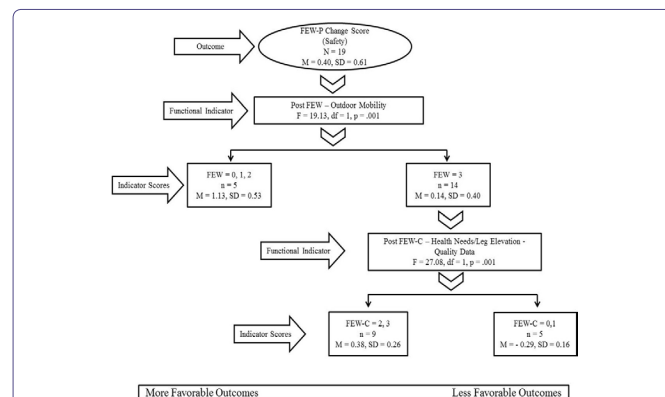 FEW-P Change Score
(Safety)
N = 19
M = 0.40, SD = 0.61
Outcome
Post FEW – Outdoor Mobility
F = 19.13, df = 1, p = .001
Functional Indicator
FEW = 0, 1, 2
n = 5
M = 1.13, SD = 0.53
FEW = 3
n = 14
M = 0.14, SD = 0.40
Indicator Scores
Post FEW-C – Health Needs/Leg Elevation -
Quality Data
F = 27.08, df = 1, p = .001
Functional Indicator
FEW-C = 2, 3
n = 9
M = 0.38, SD = 0.26
FEW-C = 0,1
n = 5
M = - 0.29, SD = 0.16
Indicator Scores
More Favorable Outcomes Less Favorable Outcomes